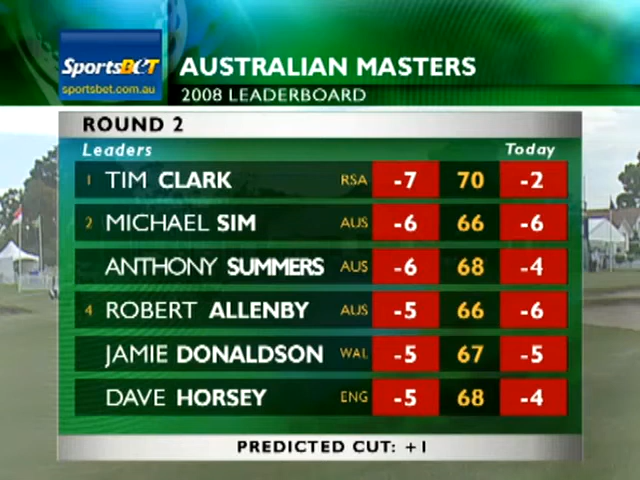 SPORTSBET
sportsbet.com.au
AUSTRALIAN MASTERS
2008 LEADERBOARD
ROUND 2
Leaders Today
1 TIM CLARK RSA -7 70 -2
2 MICHAEL SIM AUS -6 66 -6
ANTHONY SUMMERS AUS -6 68 -4
4 ROBERT ALLENBY AUS -5 66 -6
JAMIE DONALDSON WAL -5 67 -5
DAVE HORSEY ENG -5 68 -4
PREDICTED CUT: +1